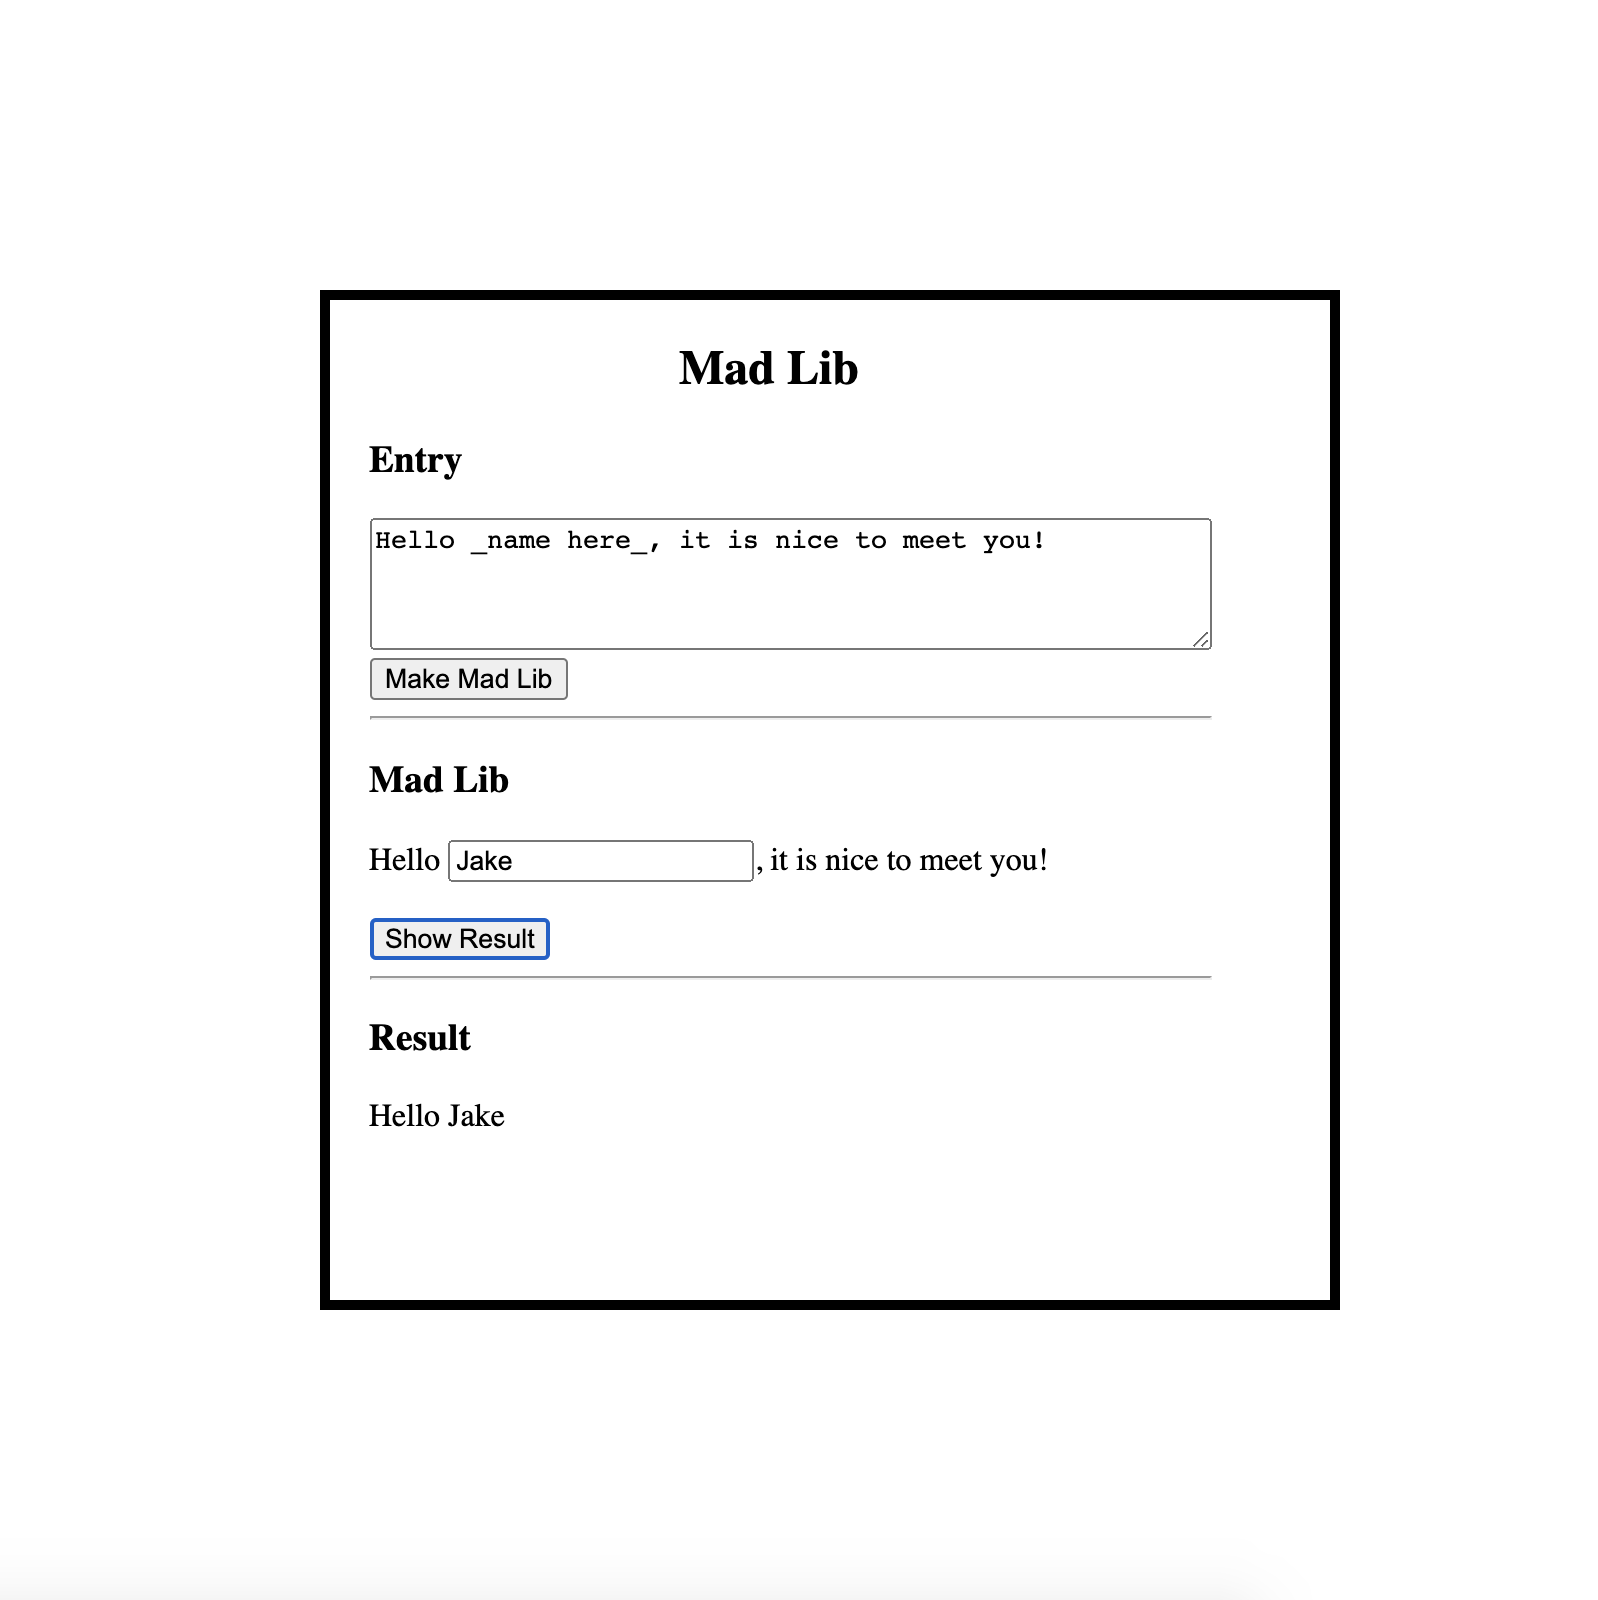 Mad Lib
Entry
Hello _name here_, it is nice to meet you!
Make Mad Lib
Mad Lib
Hello Jake, it is nice to meet you!
Show Result
Result
Hello Jake